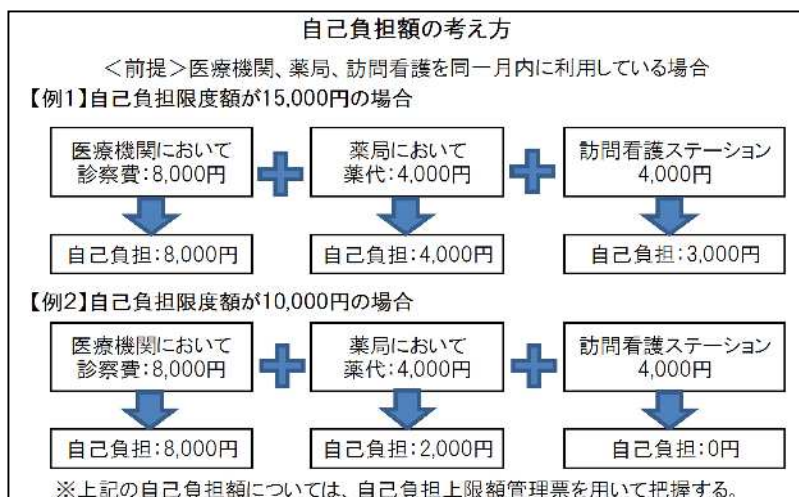 自己負担額の考え方
＜前提＞医療機関、薬局、訪問看護を同一月内に利用している場合
【例1】自己負担限度額が15,000円の場合
医療機関において
診察費:8,000円
薬局において
薬代:4,000円
訪問看護ステーション
4,000円
自己負担:8,000円
自己負担:4,000円
自己負担:3,000円
【例2】自己負担限度額が10,000円の場合
医療機関において
診察費:8,000円
薬局において
薬代:4,000円
訪問看護ステーション
4,000円
自己負担:8,000円
自己負担:2,000円
自己負担:0円
※上記の自己負担額については、自己負担上限額管理票を用いて把握する。